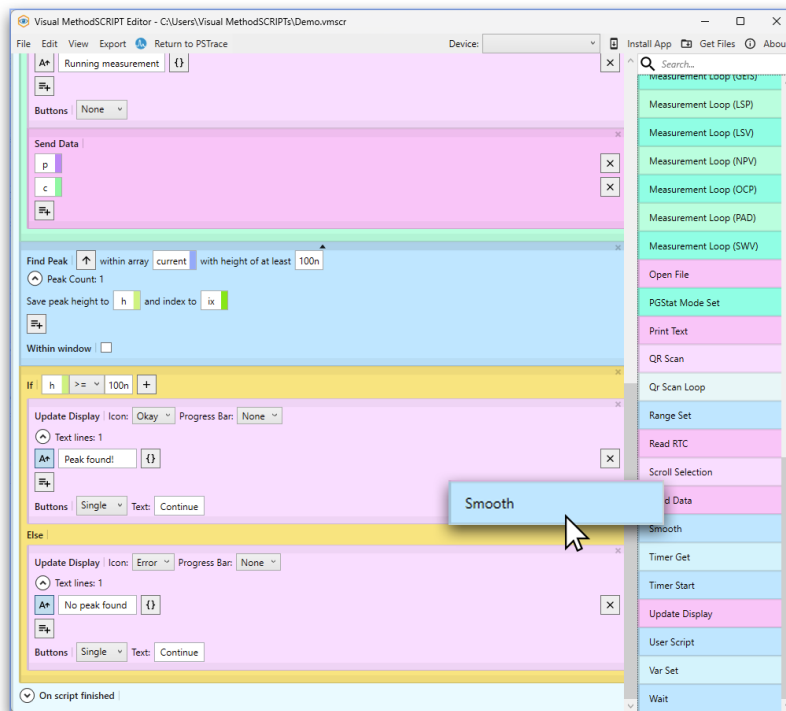 Visual MethodSCRIPT Editor - C:\Users\Visual MethodSCRIPTs\Demo.vmscr
File Edit View Export Return to PSTrace Device: Install App Get Files Abou
Running measurement {}
Buttons None
Send Data
p
c
Find Peak within array current with height of at least 100n
Peak Count: 1
Save peak height to h and index to ix
Within window
If h >= 100n +
Update Display Icon: Okay Progress Bar: None
Text lines: 1
A Peak found! {}
Buttons Single Text: Continue
Else
Update Display Icon: Error Progress Bar: None
Text lines: 1
A No peak found {}
Buttons Single Text: Continue
On script finished
Search...
Measurement Loop (GEIS)
Measurement Loop (LSP)
Measurement Loop (LSV)
Measurement Loop (NPV)
Measurement Loop (OCP)
Measurement Loop (PAD)
Measurement Loop (SWV)
Open File
PGStat Mode Set
Print Text
QR Scan
Qr Scan Loop
Range Set
Read RTC
Scroll Selection
d Data
Smooth
Smooth
Timer Get
Timer Start
Update Display
User Script
Var Set
Wait